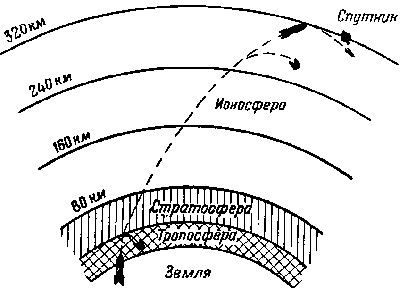 320 км
Спутник
240 км
Ионосфера
160 км
80 км
Стратосфера
Тропосфера
Земля